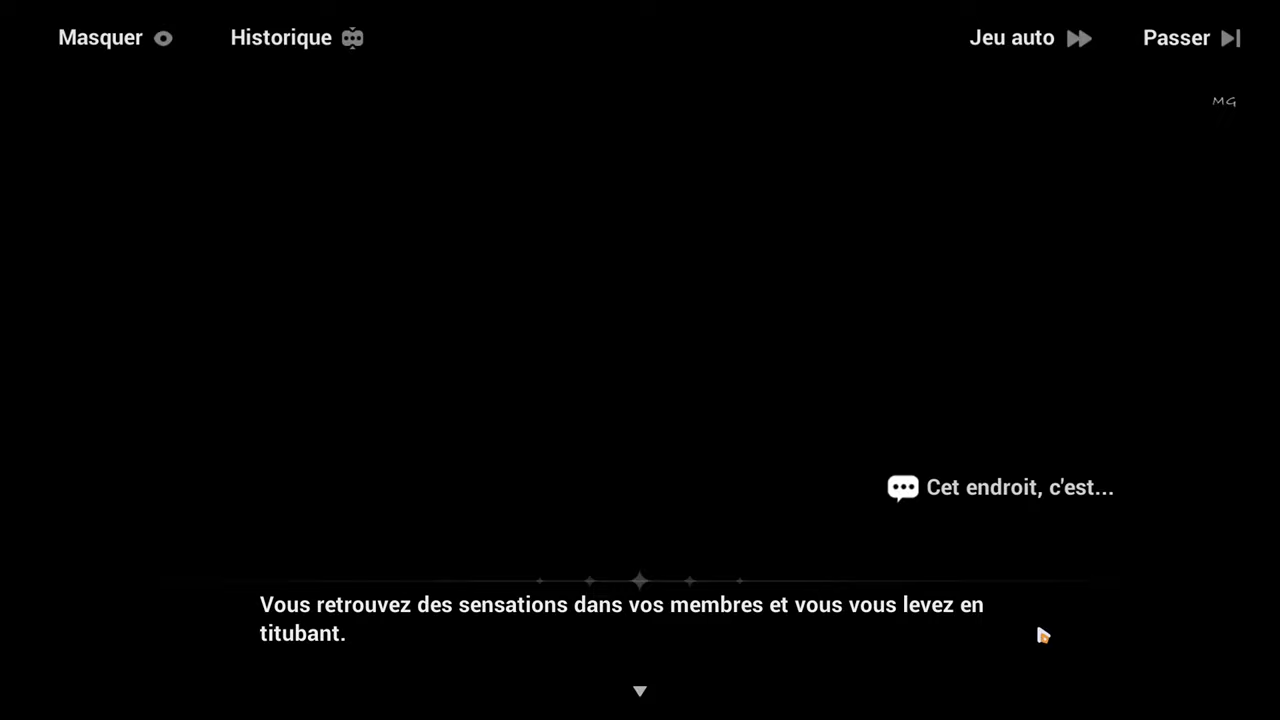 Masquer
Historique
Jeu auto
Passer
MG
Cet endroit, c'est...
Vous retrouvez des sensations dans vos membres et vous vous levez en
titubant.